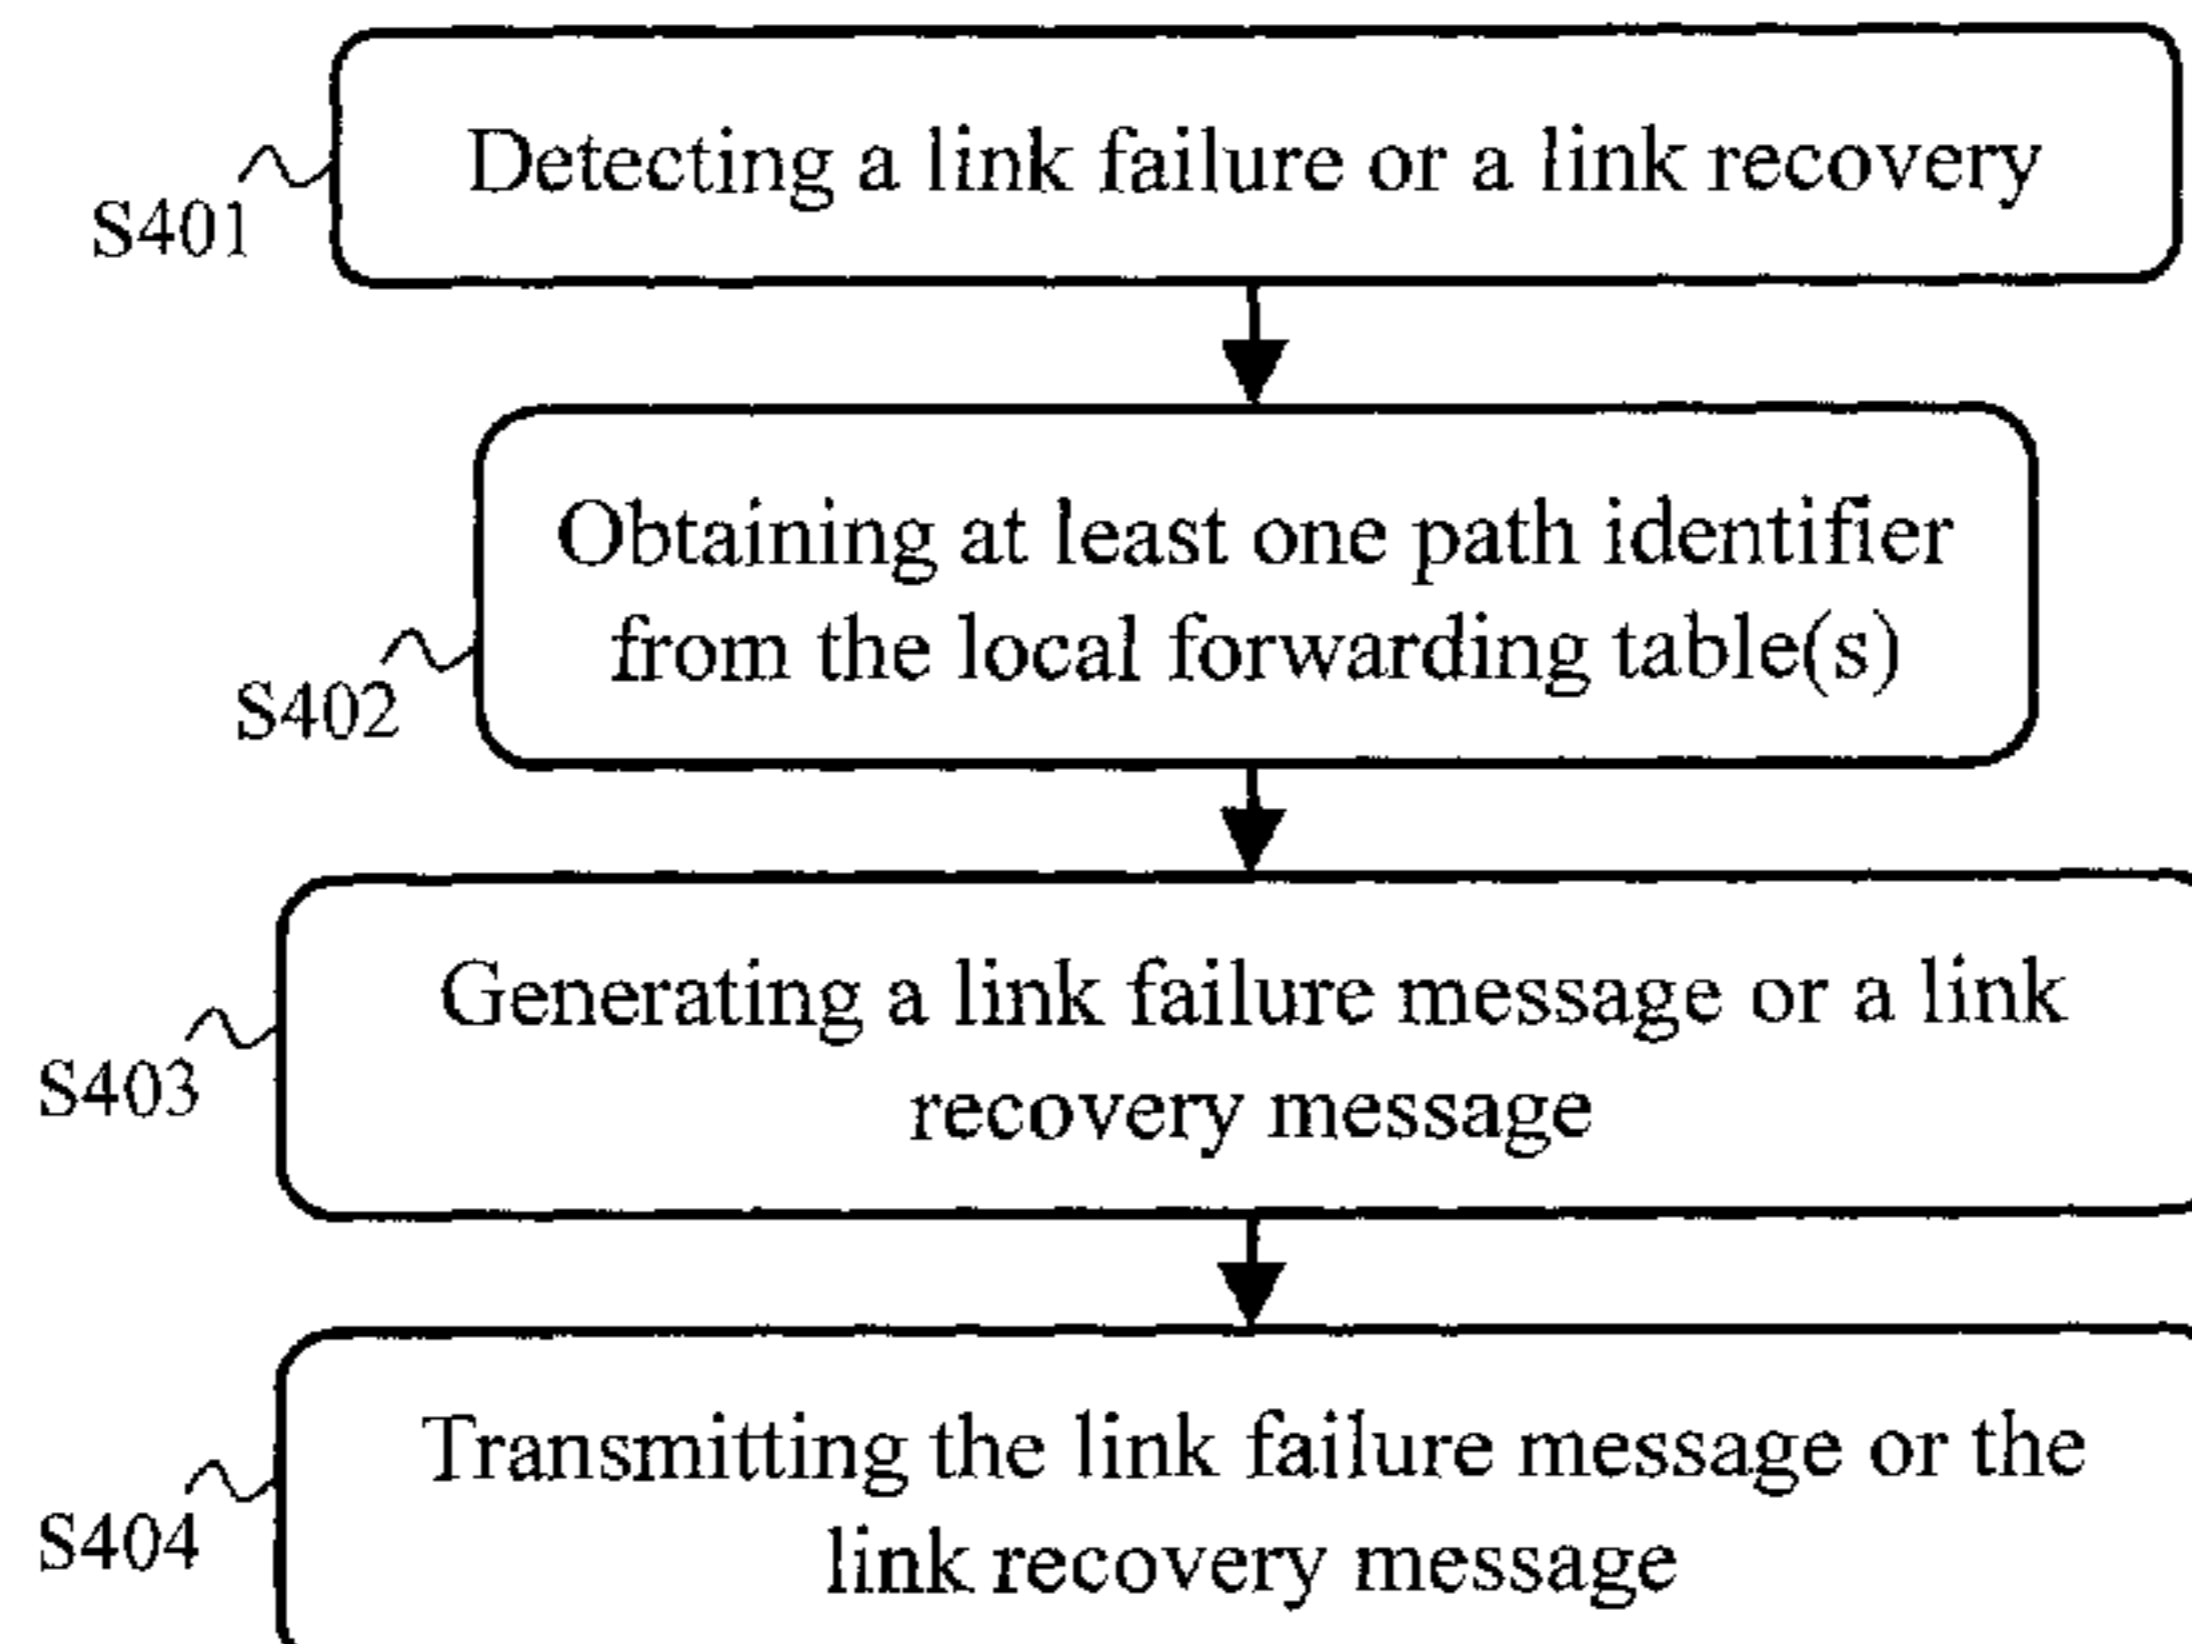 Detecting a link failure or a link recovery
S401
Obtaining at least one path identifier
from the local forwarding table(s)
S402
Generating a link failure message or a link
recovery message
S403
Transmitting the link failure message or the
link recovery message
S404